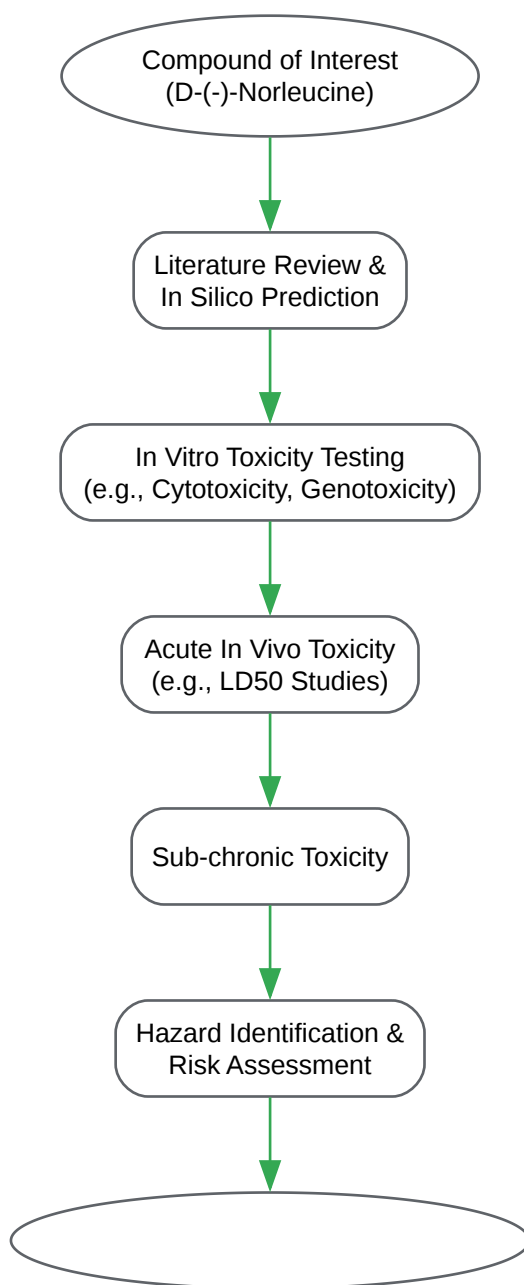 Compound of Interest
(D-(-)-Norleucine)
Literature Review &
In Silico Prediction
In Vitro Toxicity Testing
(e.g., Cytotoxicity, Genotoxicity)
Acute In Vivo Toxicity
(e.g., LD50 Studies)
Sub-chronic Toxicity
Hazard Identification &
Risk Assessment